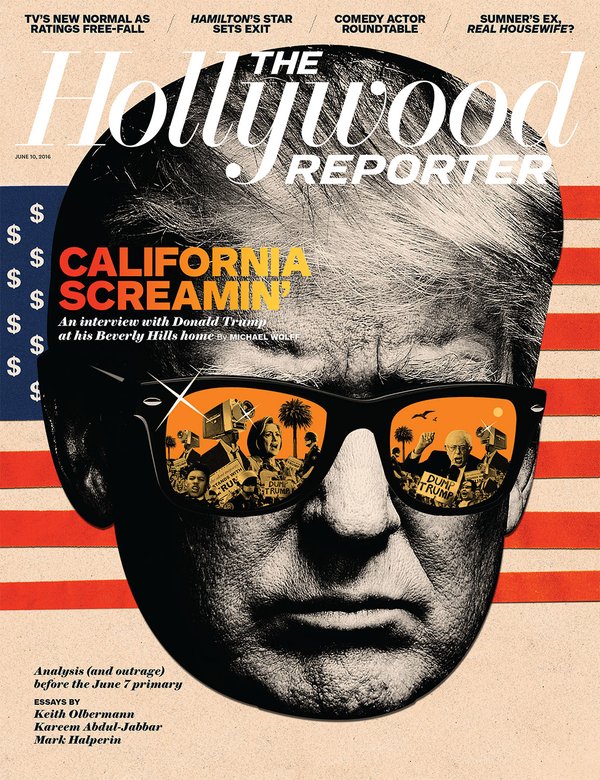 TV'S NEW NORMAL AS
RATINGS FREE-FALL
HAMILTON'S STAR
SETS EXIT
COMEDY ACTOR
ROUNDTABLE
SUMNER'S EX,
REAL HOUSEWIFE?
THE
Hollywood
REPORTER
JUNE 10, 2016
$
$
$
$
$
$
$
$
$
CALIFORNIA
SCREAMIN'
An interview with Donald Trump
at his Beverly Hills home By MICHAEL WOLFF
STAND WITH
TRUMP
DUMP
TRUMP
DUMP
TRUMP
Analysis (and outrage)
before the June 7 primary
ESSAYS BY
Keith Olbermann
Kareem Abdul-Jabbar
Mark Halperin